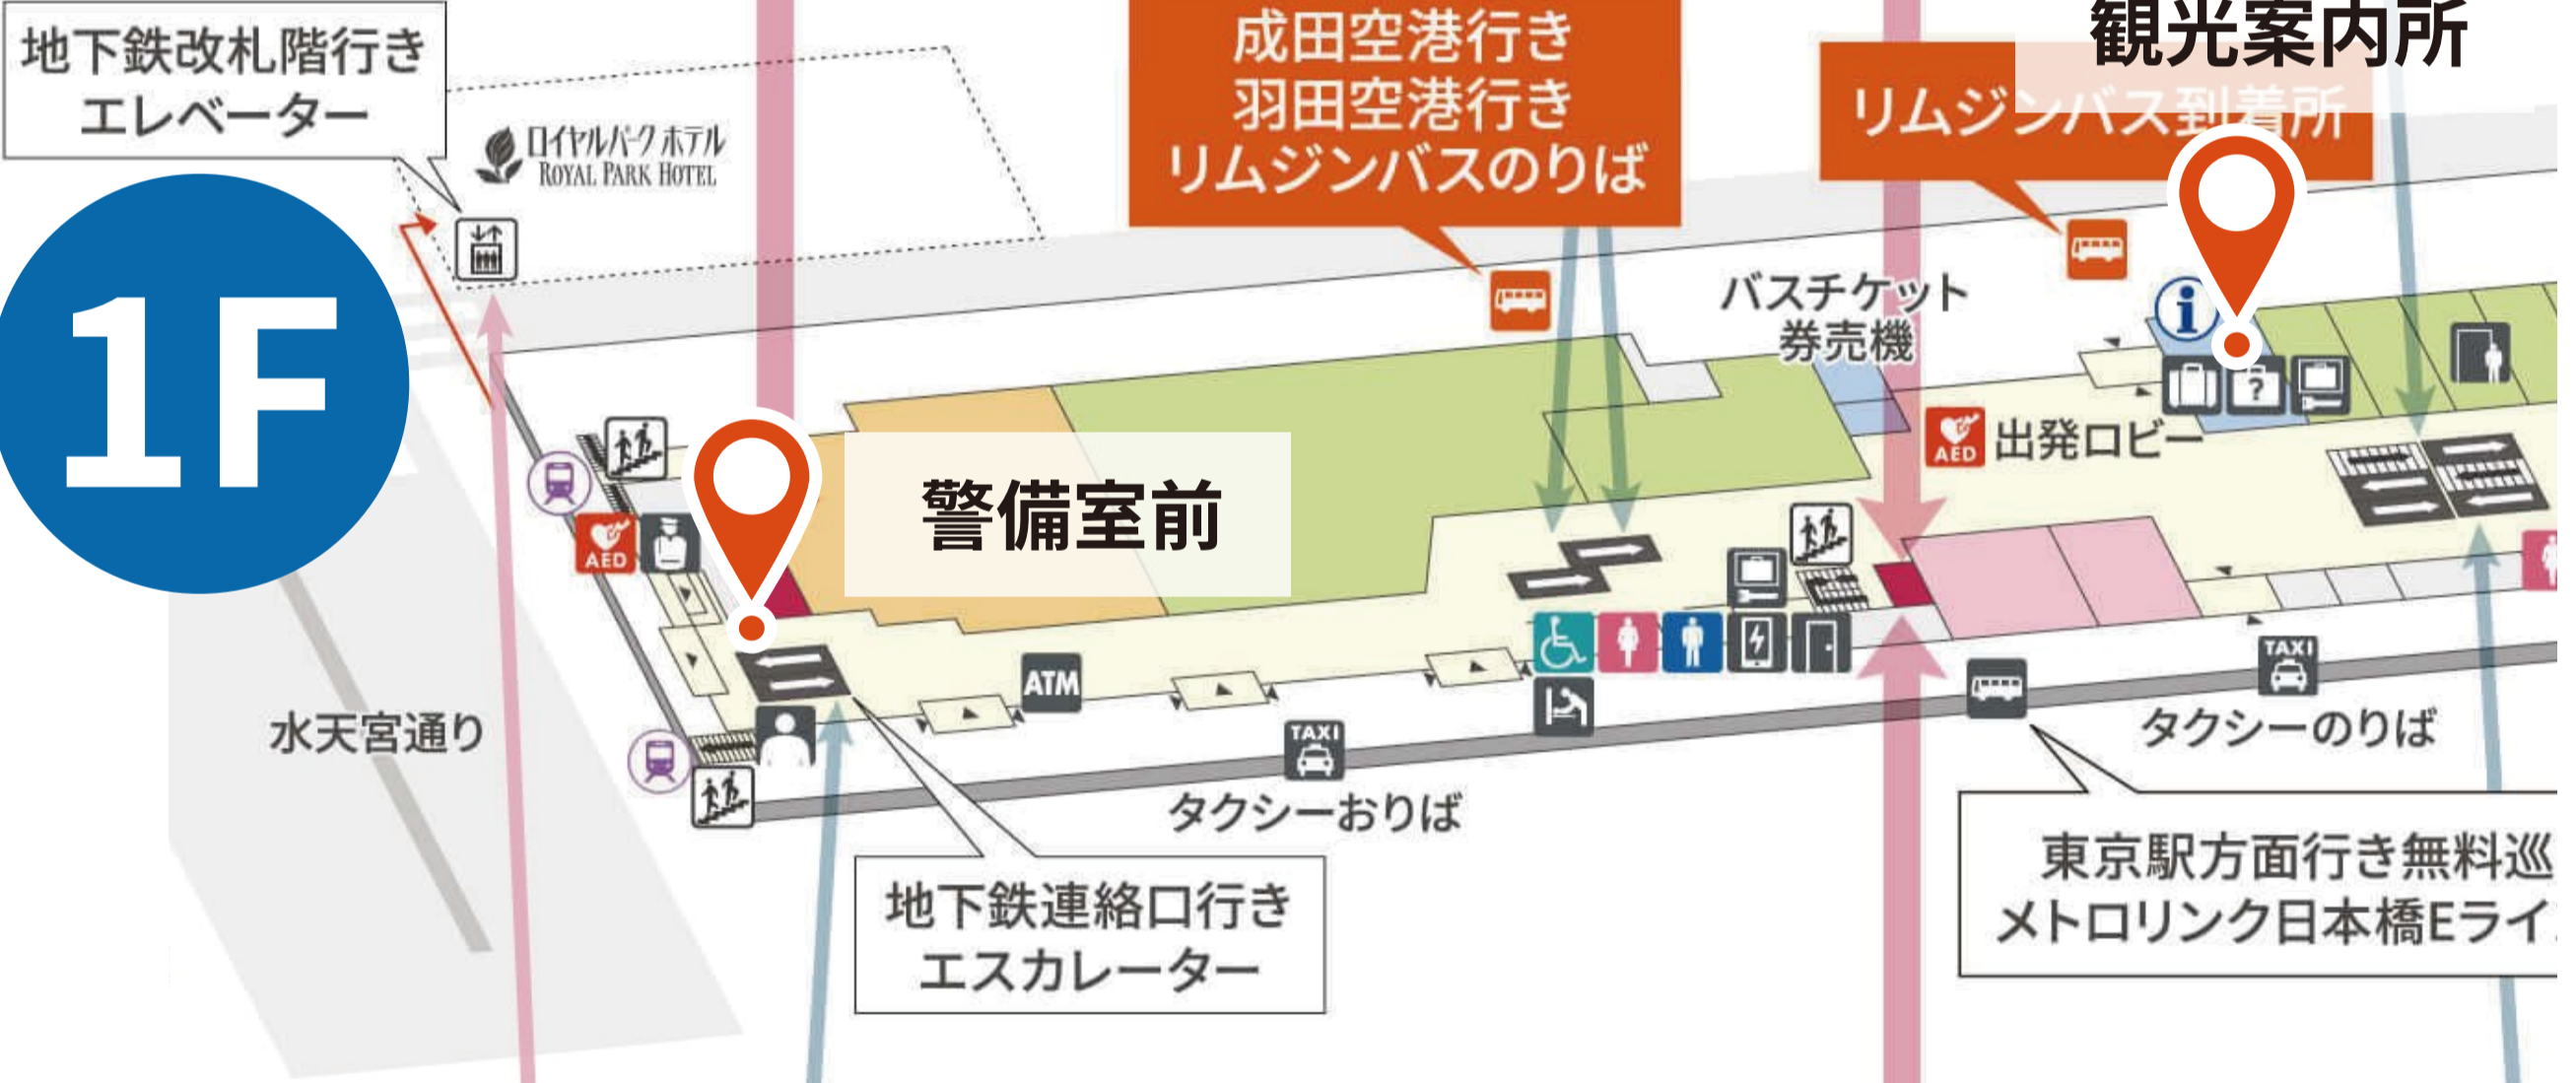 地下鉄改札階行き
エレベーター
1F
ロイヤルパーク ホテル
ROYAL PARK HOTEL
成田空港行き
羽田空港行き
リムジンバスのりば
観光案内所
リムジンバス到着所
バスチケット
券売機
AED
出発ロビー
警備室前
AED
ATM
水天宮通り
TAXI
タクシーおりば
TAXI
タクシーのりば
地下鉄連絡口行き
エスカレーター
東京駅方面行き無料巡
メトロリンク日本橋Eライ